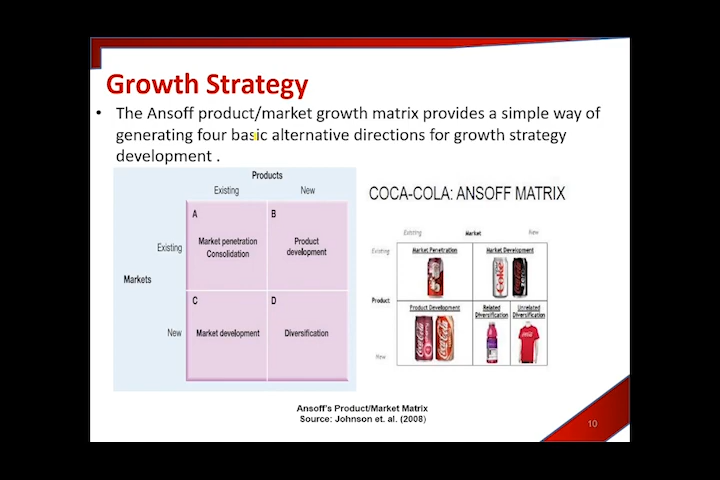 Growth Strategy
• The Ansoff product/market growth matrix provides a simple way of
generating four basic alternative directions for growth strategy
development .
Products
Existing New
A B
Existing
Market penetration
Consolidation
Product
development
Markets
C D
New
Market development
Diversification
COCA-COLA: ANSOFF MATRIX
Existing Market New
Existing
Market Penetration Market Development
Product
Product Development
Related
Diversification
Unrelated
Diversification
New
Ansoff's Product/Market Matrix
Source: Johnson et. al. (2008)
10